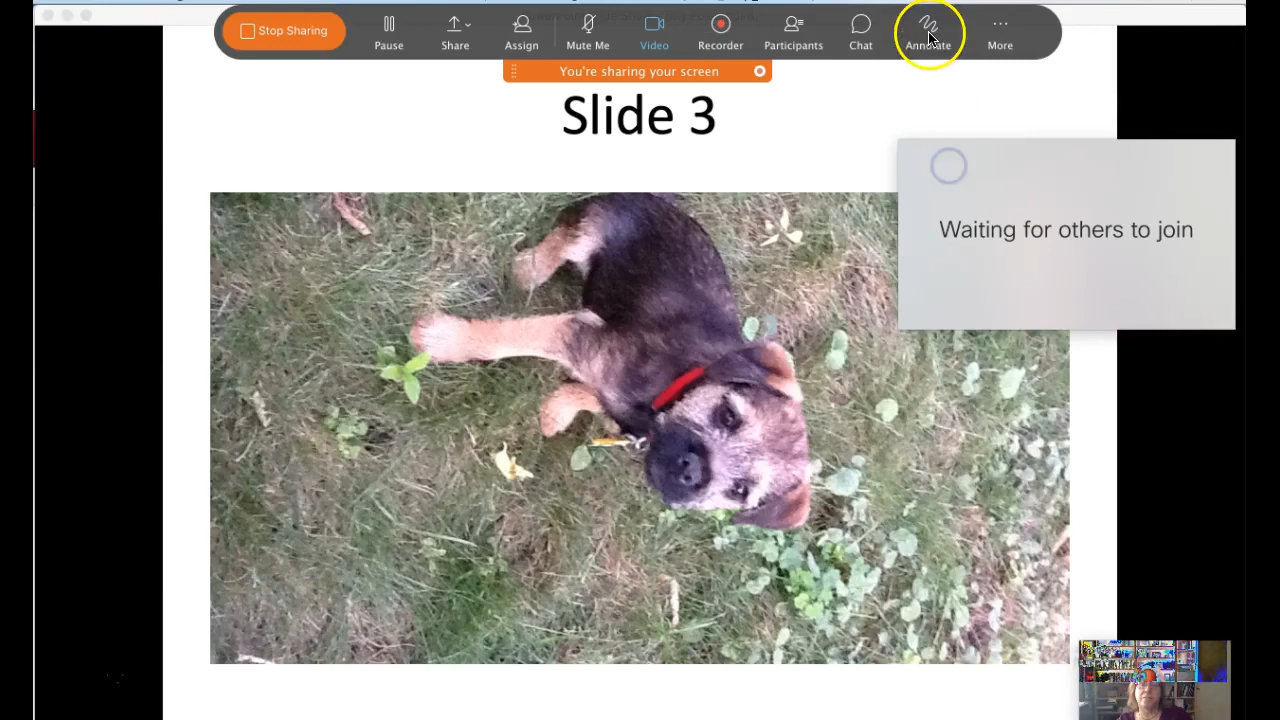 Stop Sharing
Pause
Share
Assign
Mute Me
Video
Recorder
Participants
Chat
Annotate
More
You're sharing your screen
Slide 3
Waiting for others to join